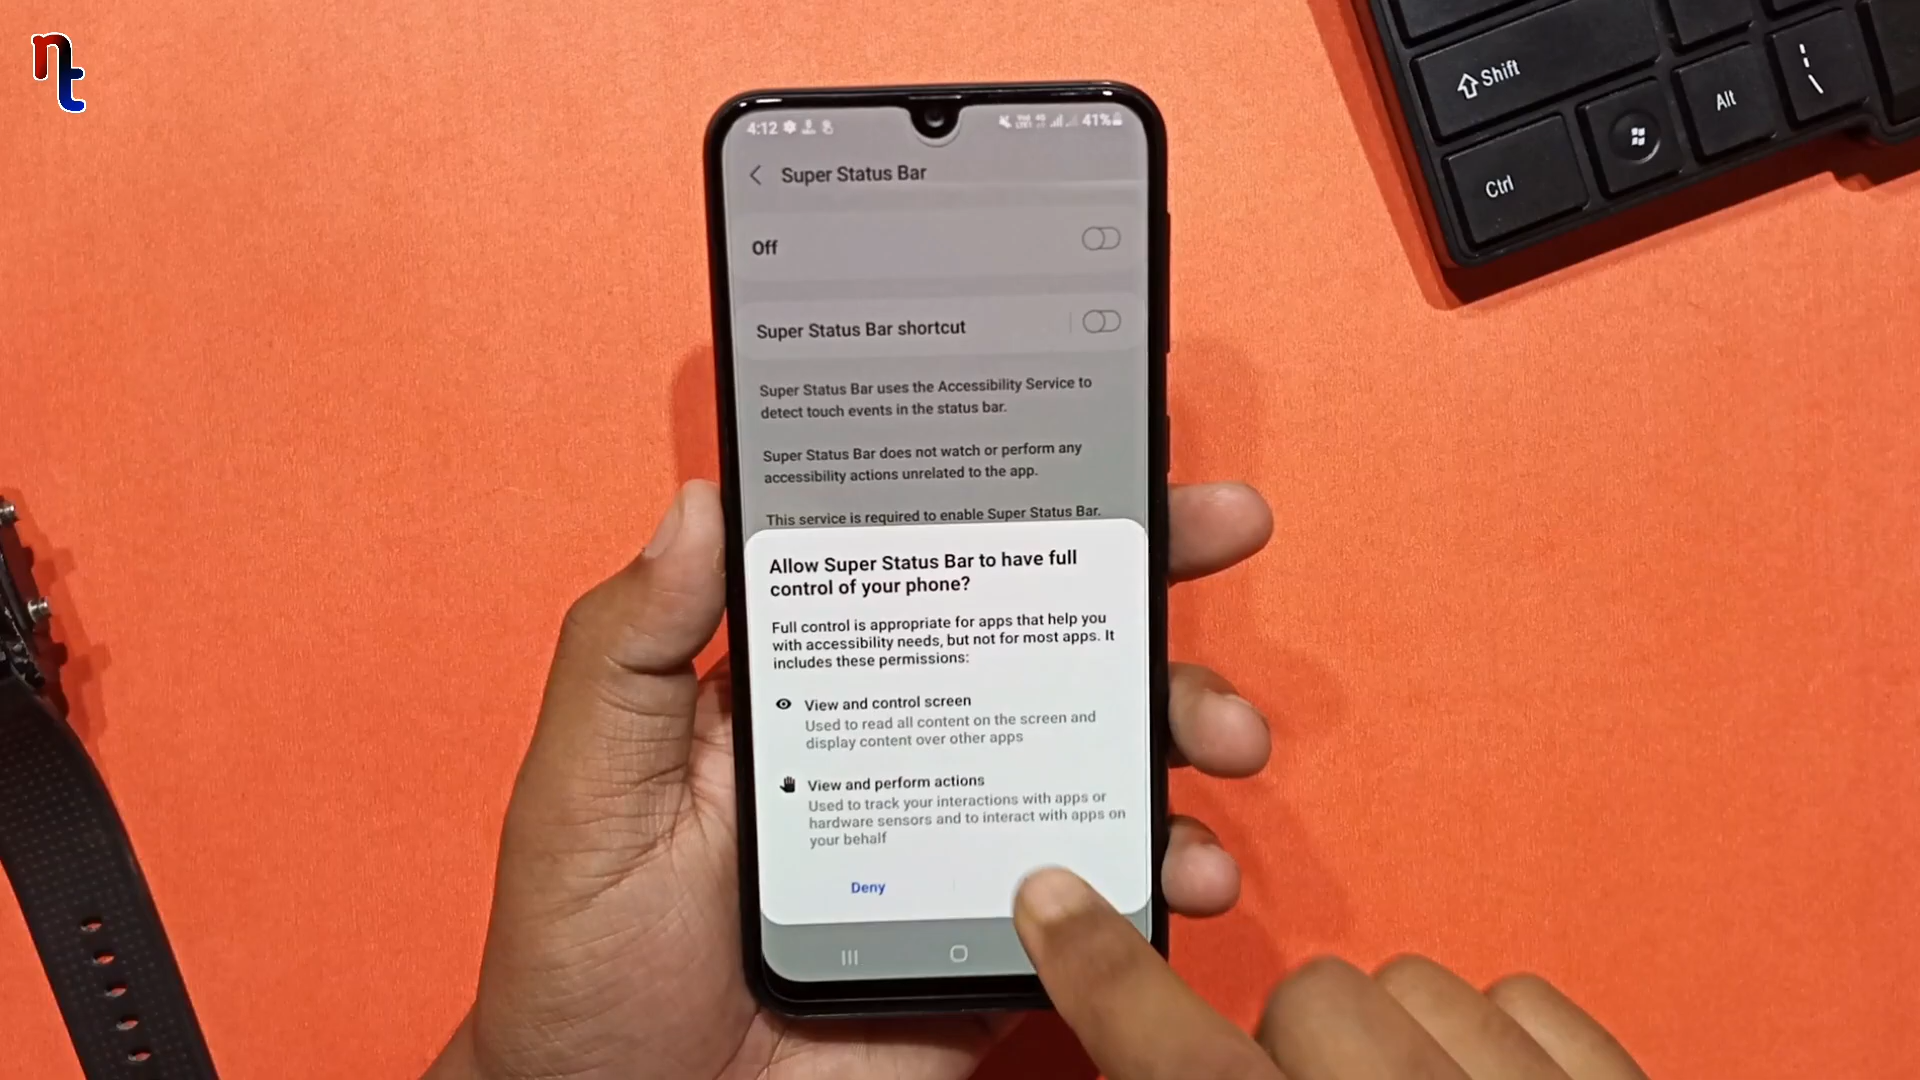 nt
Shift
Alt
Ctrl
4:12
41%
Super Status Bar
Off
Super Status Bar shortcut
Super Status Bar uses the Accessibility Service to
detect touch events in the status bar.
Super Status Bar does not watch or perform any
accessibility actions unrelated to the app.
This service is required to enable Super Status Bar.
Allow Super Status Bar to have full
control of your phone?
Full control is appropriate for apps that help you
with accessibility needs, but not for most apps. It
includes these permissions:
View and control screen
Used to read all content on the screen and
display content over other apps
View and perform actions
Used to track your interactions with apps or
hardware sensors and to interact with apps on
your behalf
Deny